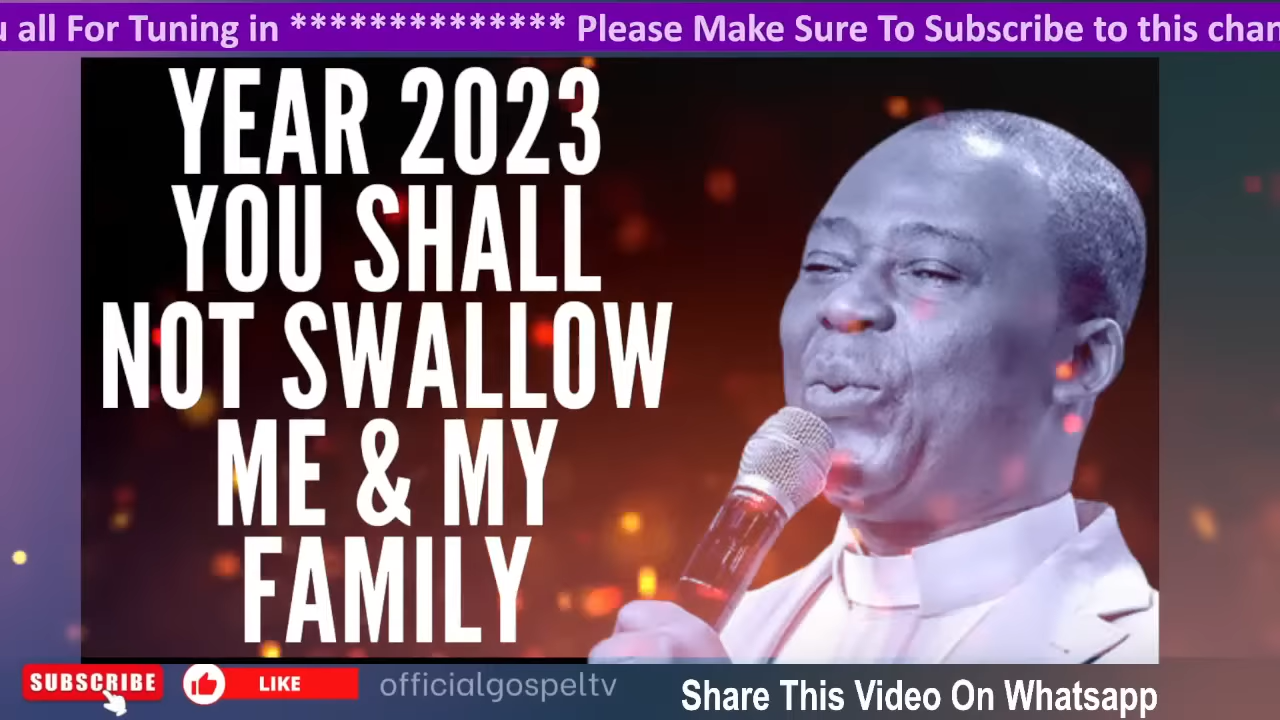 all For Tuning in ************** Please Make Sure To Subscribe to this
YEAR 2023
YOU SHALL
NOT SWALLOW
ME & MY
FAMILY
SUBSCRIBE
LIKE
officialgospeltv
Share This Video On Whatsapp